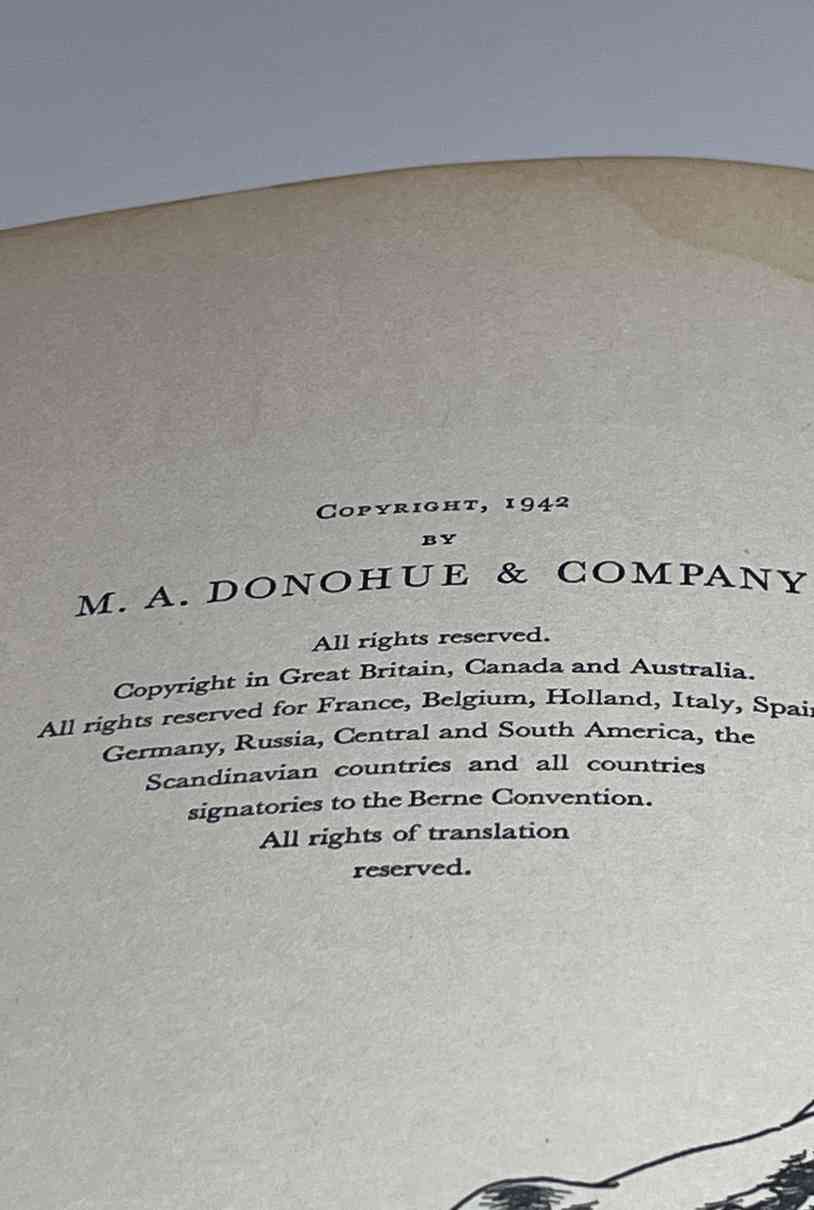 Copyright, 1942
BY
M. A. DONOHUE & COMPANY
All rights reserved.
Copyright in Great Britain, Canada and Australia.
All rights reserved for France, Belgium, Holland, Italy,
Germany, Russia, Central and South America, the
Scandinavian countries and all countries
signatories to the Berne Convention.
All rights of translation
reserved.